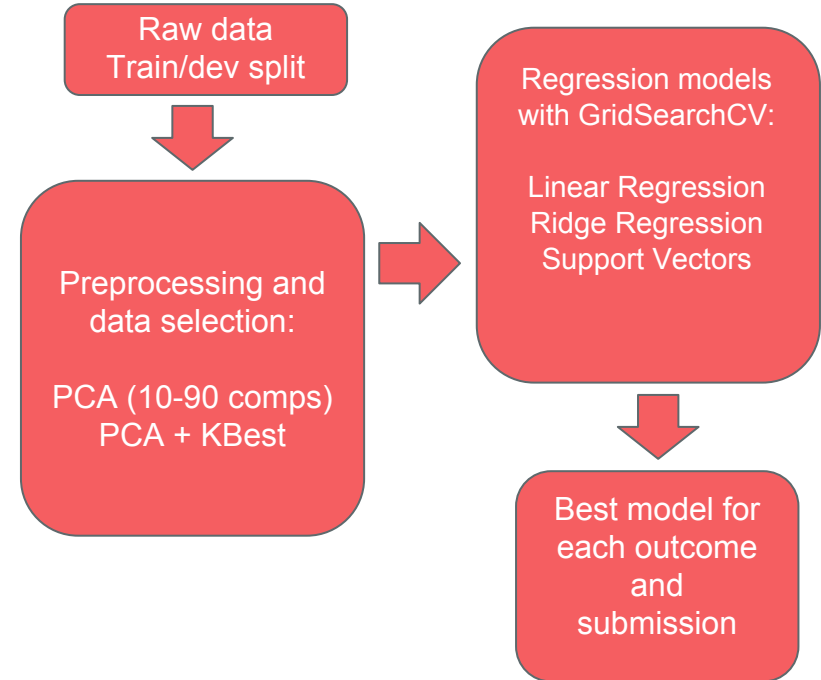 Raw data
Train/dev split
Preprocessing and
data selection:
PCA (10-90 comps)
PCA + KBest
Regression models
with GridSearchCV:
Linear Regression
Ridge Regression
Support Vectors
Best model for
each outcome
and
submission